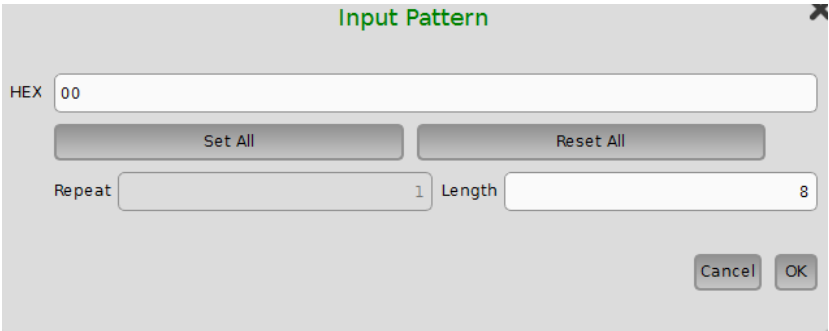 Input Pattern
HEX 00
Set All Reset All
Repeat 1 Length 8
Cancel OK